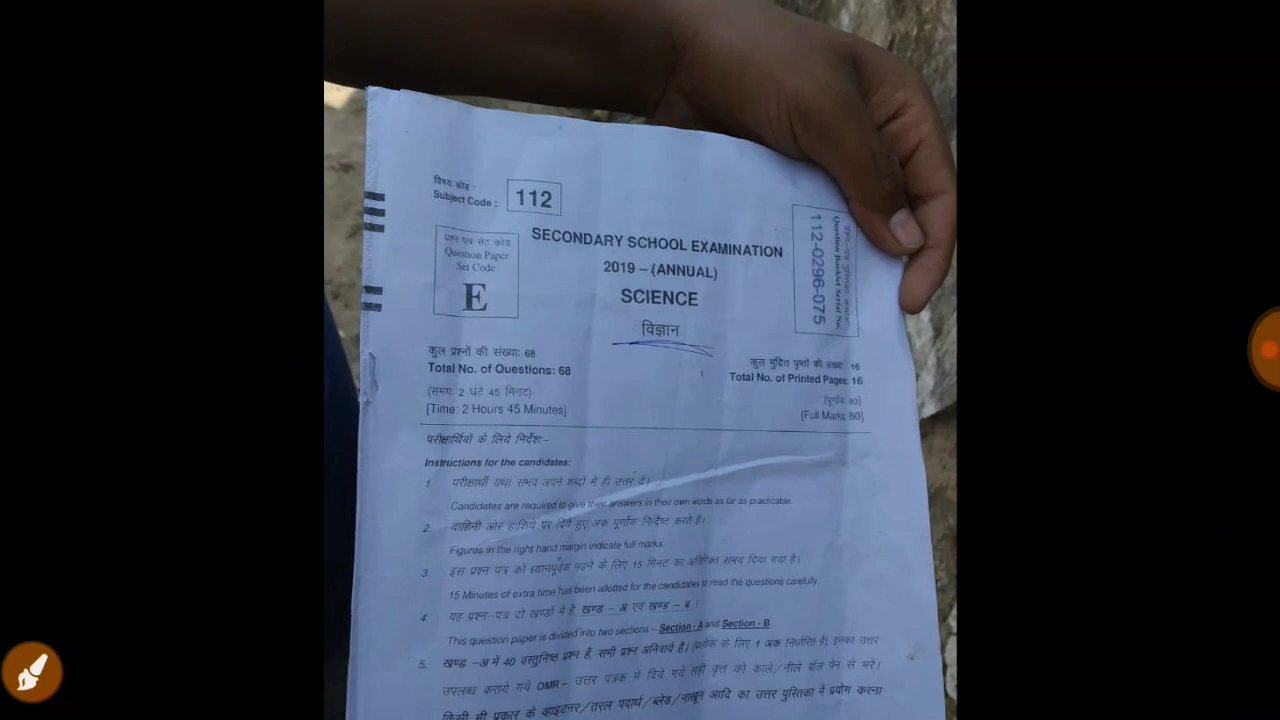 विषय कोड :
Subject Code :
112
प्रश्न पत्र सेट कोड
Question Paper
Set Code
E
SECONDARY SCHOOL EXAMINATION
2019 – (ANNUAL)
SCIENCE
विज्ञान
प्रश्न-पत्र पुस्तिका
Question Booklet Serial No.
112-0296-075
कुल प्रश्नों की संख्या: 68
Total No. of Questions: 68
(समय: 2 घंटे 45 मिनट)
[Time: 2 Hours 45 Minutes]
कुल मुद्रित पृष्ठों की संख्या: 16
Total No. of Printed Pages: 16
(पूर्णांक 80)
[Full Marks: 80]
परीक्षार्थियों के लिये निर्देश:–
Instructions for the candidates:
1. परीक्षार्थी यथा संभव अपने शब्दों में ही उत्तर दें।
Candidates are required to give their answers in their own words as far as practicable.
2. दाहिनी ओर हाशिये पर दिये हुए अंक पूर्णांक निर्दिष्ट करते हैं।
Figures in the right hand margin indicate full marks.
3. इस प्रश्न पत्र को ध्यानपूर्वक पढ़ने के लिए 15 मिनट का अतिरिक्त समय दिया गया है।
15 Minutes of extra time has been allotted for the candidates to read the questions carefully.
4. यह प्रश्न–पत्र दो खण्डों में है खण्ड – अ एवं खण्ड – ब ।
This question paper is divided into two sections – Section - A and Section - B
5. खण्ड –अ में 40 वस्तुनिष्ठ प्रश्न हैं, सभी प्रश्न अनिवार्य हैं। (प्रत्येक के लिए 1 अंक निर्धारित है), इनका उत्तर
उपलब्ध कराये गये OMR– उत्तर पत्रक में दिये गये सही वृत्त को काले/नीले बॉल पेन से भरें।
किसी भी प्रकार के व्हाइटनर/तरल पदार्थ/ब्लेड/नाखून आदि का उत्तर पुस्तिका में प्रयोग करना